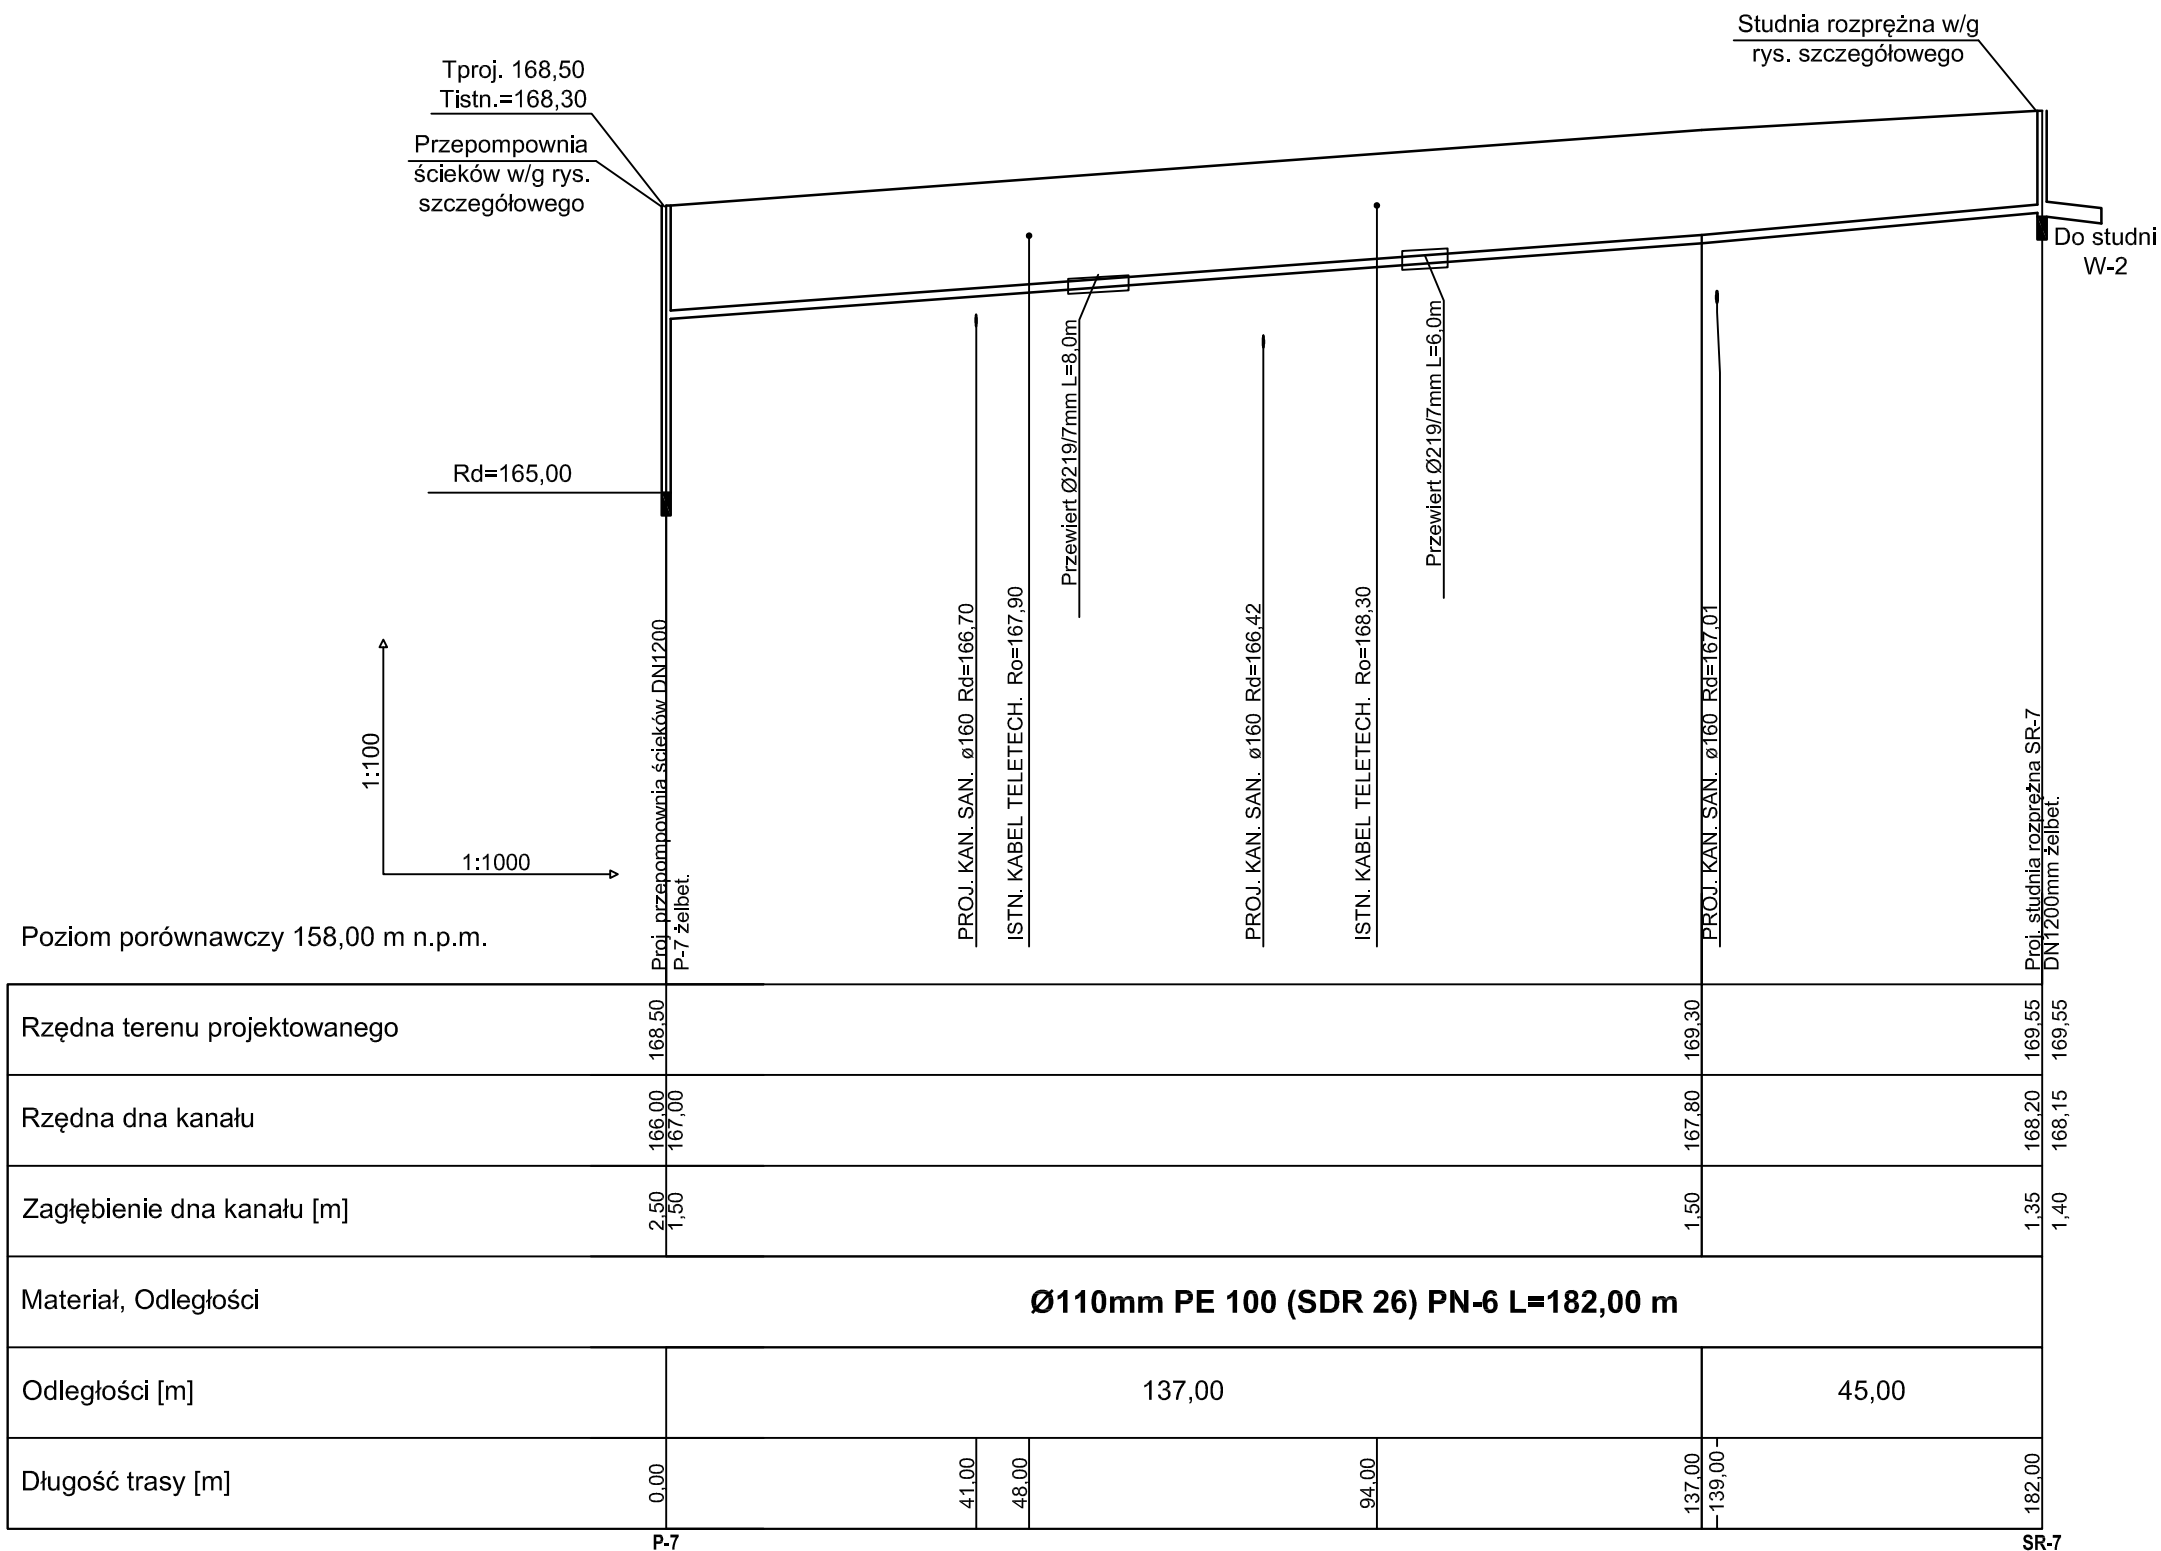 Studnia rozprężna w/g
rys. szczegółowego
Tproj. 168,50
Tistn.=168,30
Przepompownia
ścieków w/g rys.
szczegółowego
Do studni
W-2
Rd=165,00
Przewiert Ø219/7mm L=8,0m
Przewiert Ø219/7mm L=6,0m
1:100
1:1000
Proj. przepompownia ścieków DN1200
P-7 żelbet.
PROJ. KAN. SAN. ø160 Rd=166,70
ISTN. KABEL TELETECH. Ro=167,90
PROJ. KAN. SAN. ø160 Rd=166,42
ISTN. KABEL TELETECH. Ro=168,30
PROJ. KAN. SAN. ø160 Rd=167,01
Proj. studnia rozprężna SR-7
DN1200mm żelbet.
Poziom porównawczy 158,00 m n.p.m.
Rzędna terenu projektowanego
168,50
169,30
169,55
169,55
Rzędna dna kanału
166,00
167,00
167,80
168,20
168,15
Zagłębienie dna kanału [m]
2,50
1,50
1,50
1,35
1,40
Materiał, Odległości
Ø110mm PE 100 (SDR 26) PN-6 L=182,00 m
Odległości [m]
137,00
45,00
Długość trasy [m]
0,00
41,00
48,00
94,00
137,00
139,00
182,00
P-7
SR-7